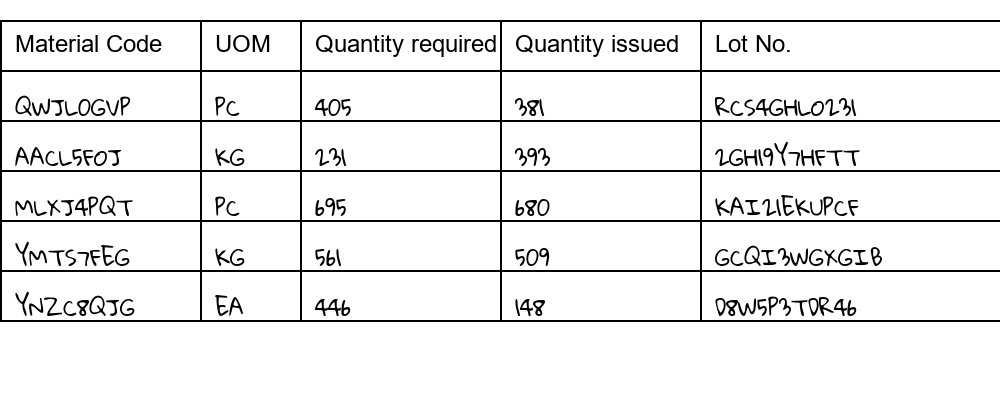 Material Code UOM Quantity required Quantity issued Lot No.
QWJLOGVP PC 405 381 RCS4GHLO231
AACL5FOJ KG 231 393 2GH19Y7HFTT
MLXJ4PQT PC 695 680 KAI21EKUPCF
YMTS7FEG KG 561 509 GCQI3WGXGIB
YNZC8QJG EA 446 148 D8W5P3TDR46